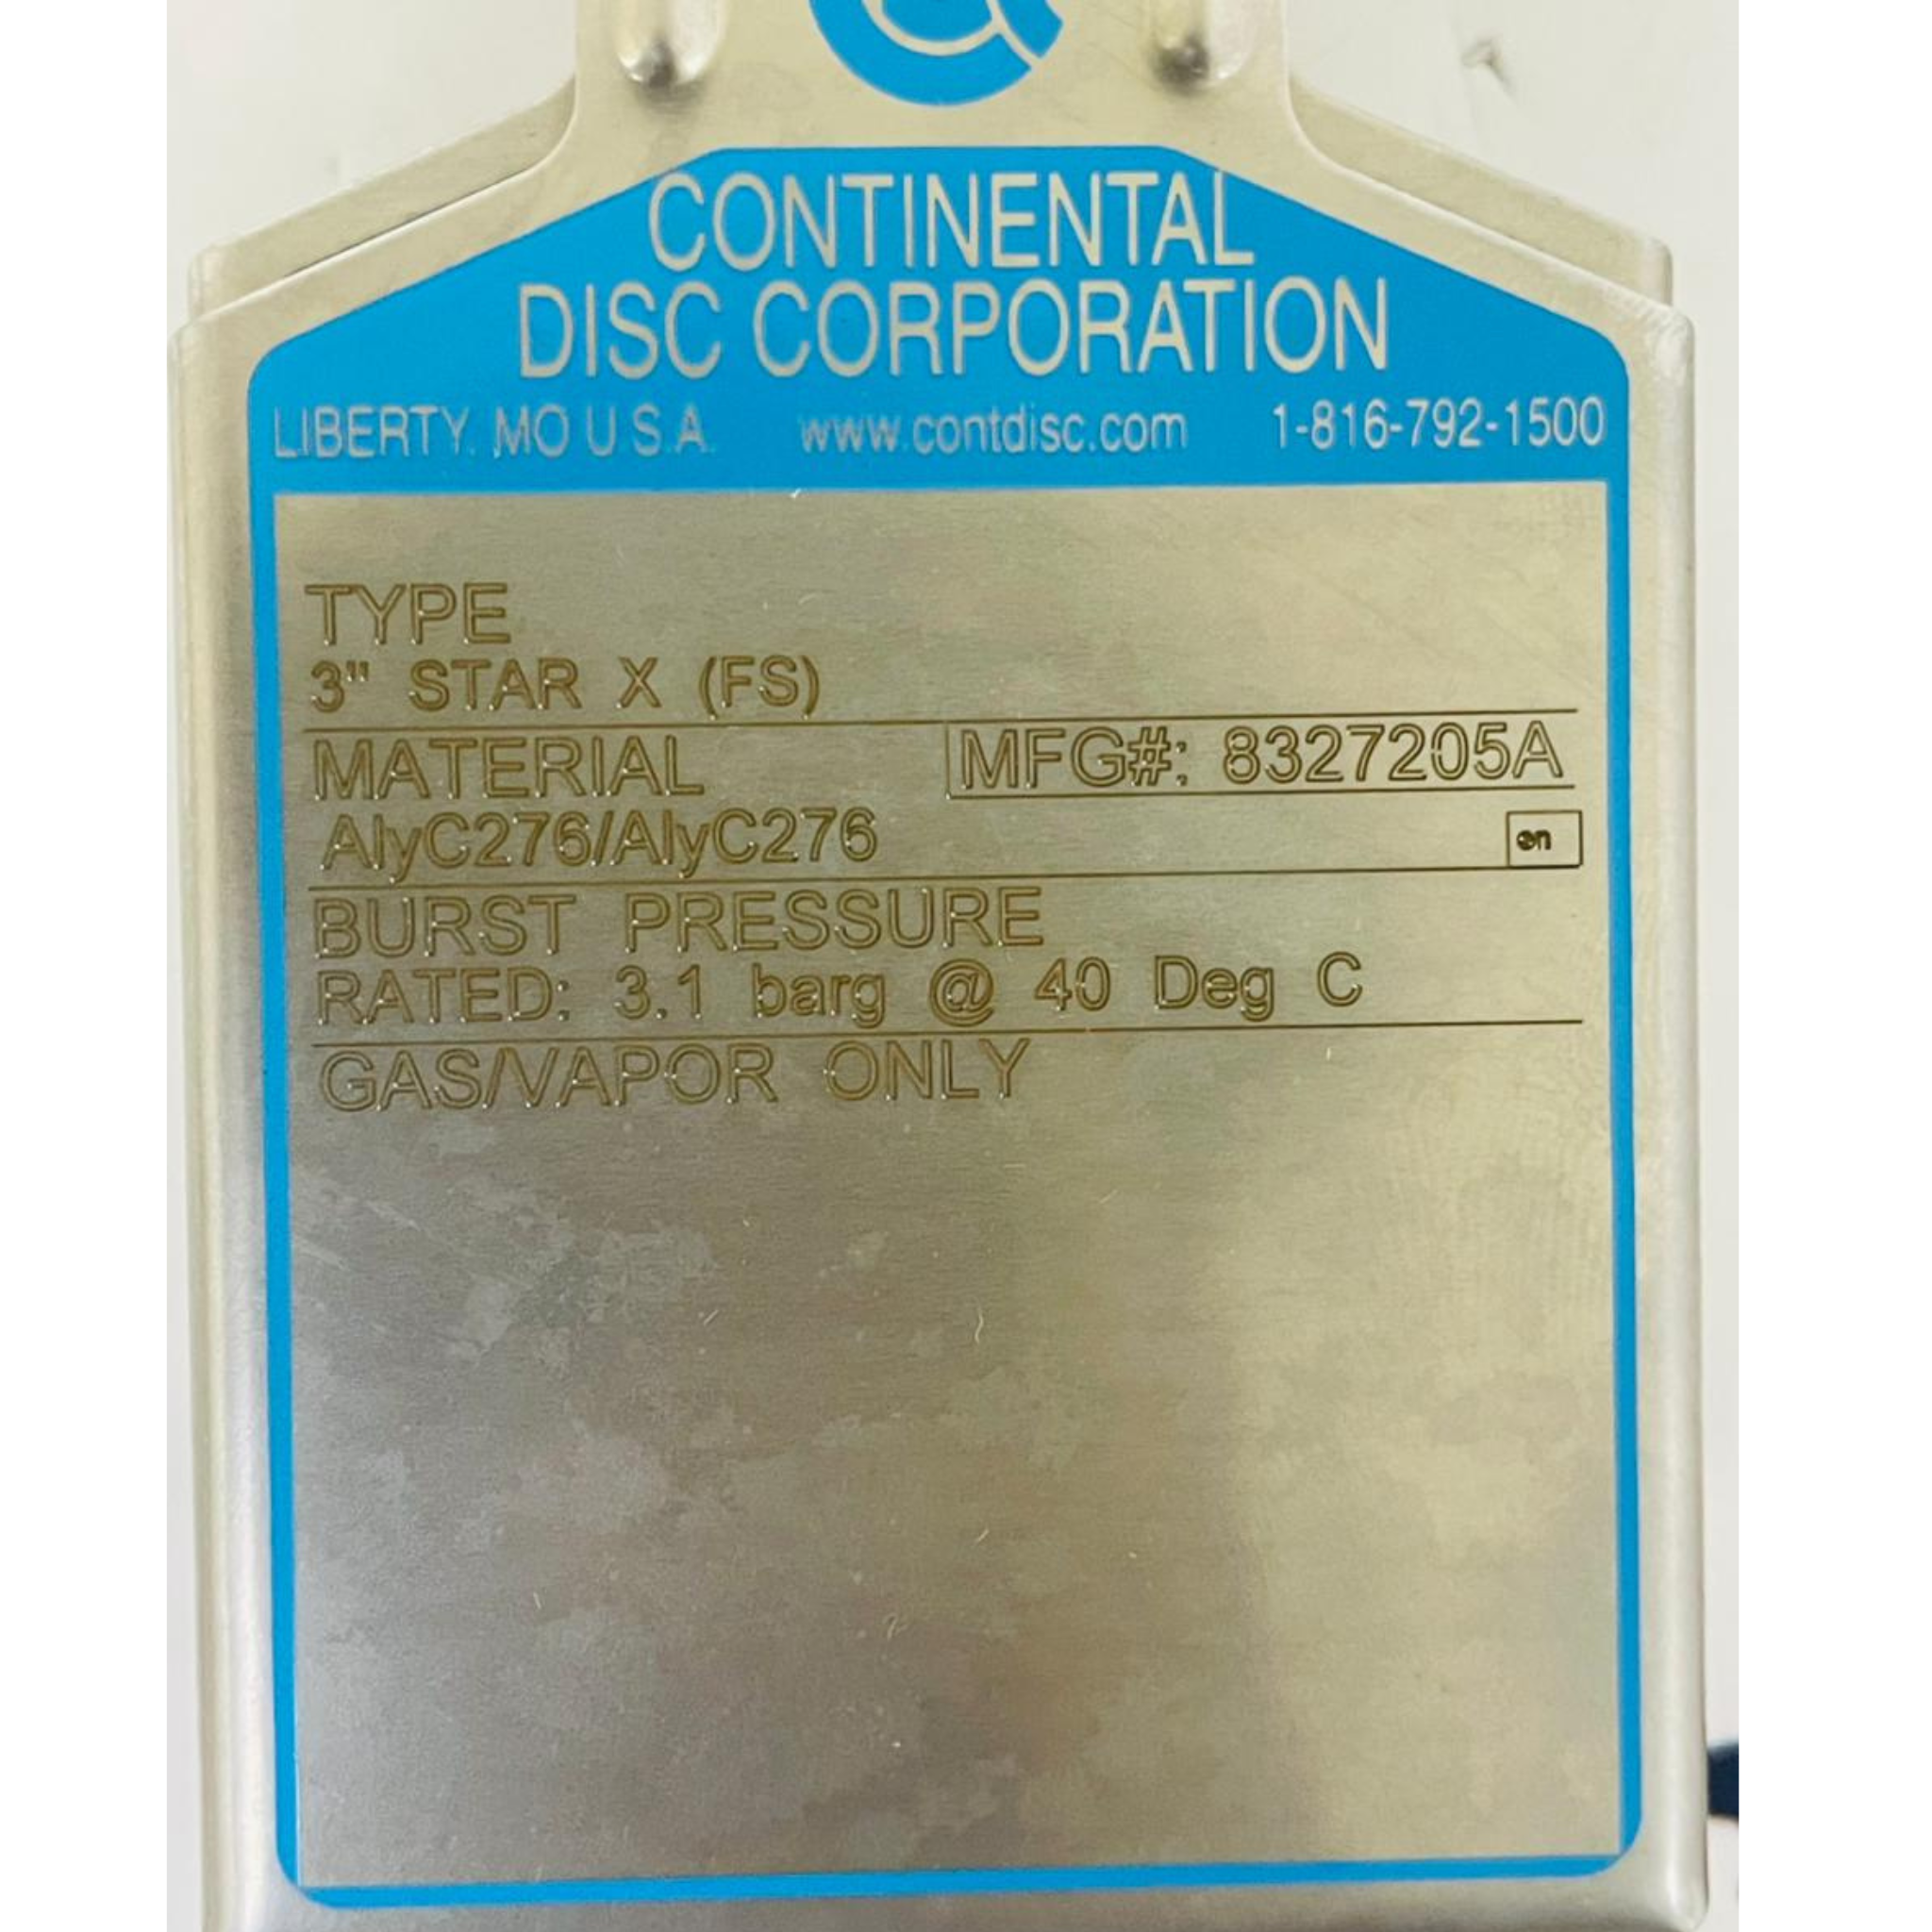 CONTINENTAL
DISC CORPORATION
LIBERTY. MO U.S.A. www.contdisc.com 1-816-792-1500
TYPE
3" STAR X (FS)
MATERIAL MFG#: 8327205A
AlyC276/AlyC276 en
BURST PRESSURE
RATED: 3.1 barg @ 40 Deg C
GAS/VAPOR ONLY